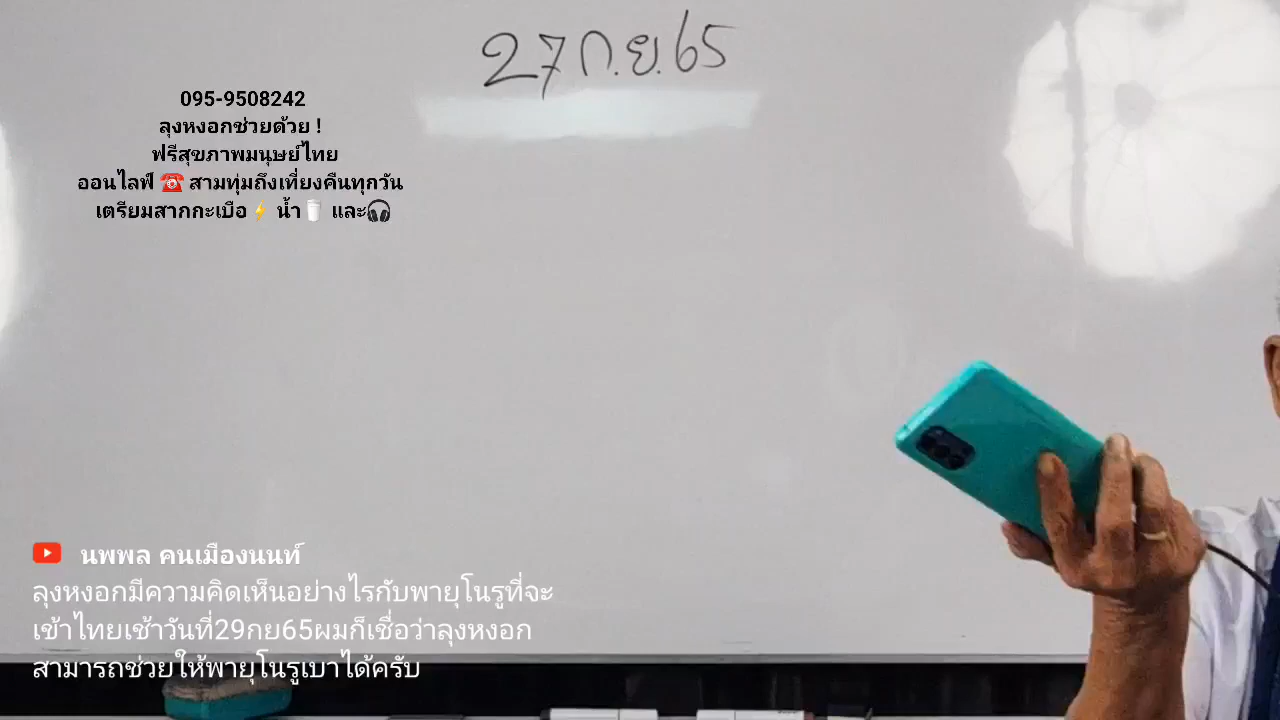 27 ก.ย. 65
095-9508242
ลุงหงอกช่วยด้วย !
ฟรีสุขภาพมนุษย์ไทย
ออนไลฟ์ ☎️ สามทุ่มถึงเที่ยงคืนทุกวัน
เตรียมสากกะเบือ⚡ น้ำ🥛 และ🎧
นพพล คนเมืองนนท์
ลุงหงอกมีความคิดเห็นอย่างไรกับพายุโนรูที่จะ
เข้าไทยเช้าวันที่29กย65ผมก็เชื่อว่าลุงหงอก
สามารถช่วยให้พายุโนรูเบาได้ครับ